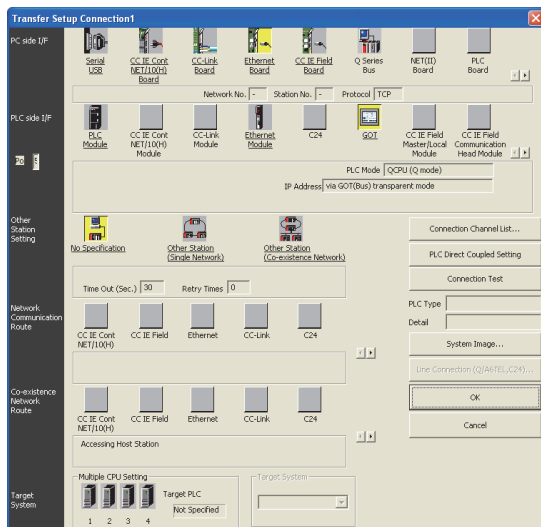 Transfer Setup Connection1
PC side I/F
Serial USB
CC IE Cont NET/10(H) Board
CC-Link Board
Ethernet Board
CC IE Field Board
Q Series Bus
NET(II) Board
PLC Board
Network No. - Station No. - Protocol TCP
PLC side I/F
PLC Module
CC IE Cont NET/10(H) Module
CC-Link Module
Ethernet Module
C24
GOT
CC IE Field Master/Local Module
CC IE Field Communication Head Module
Po
PLC Mode QCPU (Q mode)
IP Address via GOT(Bus) transparent mode
Other Station Setting
No Specification
Other Station (Single Network)
Other Station (Co-existence Network)
Time Out (Sec.) 30 Retry Times 0
Connection Channel List...
PLC Direct Coupled Setting
Connection Test
PLC Type
Detail
System Image...
Line Connection (Q/A6TEL,C24)...
OK
Cancel
Network Communication Route
CC IE Cont NET/10(H)
CC IE Field
Ethernet
CC-Link
C24
Co-existence Network Route
CC IE Cont NET/10(H)
CC IE Field
Ethernet
CC-Link
C24
Accessing Host Station
Target System
Multiple CPU Setting
1 2 3 4
Target PLC
Not Specified
Target System